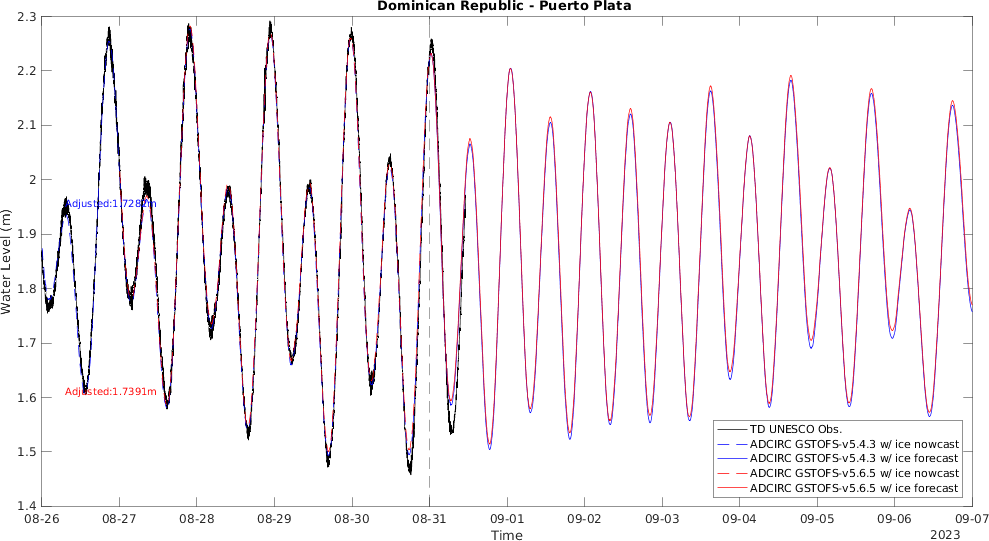 Dominican Republic - Puerto Plata
2.3
2.2
2.1
2
1.9
1.8
1.7
1.6
1.5
1.4
Water Level (m)
Adjusted:1.7282m
Adjusted:1.7391m
TD UNESCO Obs.
ADCIRC GSTOFS-v5.4.3 w/ ice nowcast
ADCIRC GSTOFS-v5.4.3 w/ ice forecast
ADCIRC GSTOFS-v5.6.5 w/ ice nowcast
ADCIRC GSTOFS-v5.6.5 w/ ice forecast
08-26 08-27 08-28 08-29 08-30 08-31 09-01 09-02 09-03 09-04 09-05 09-06 09-07
Time
2023